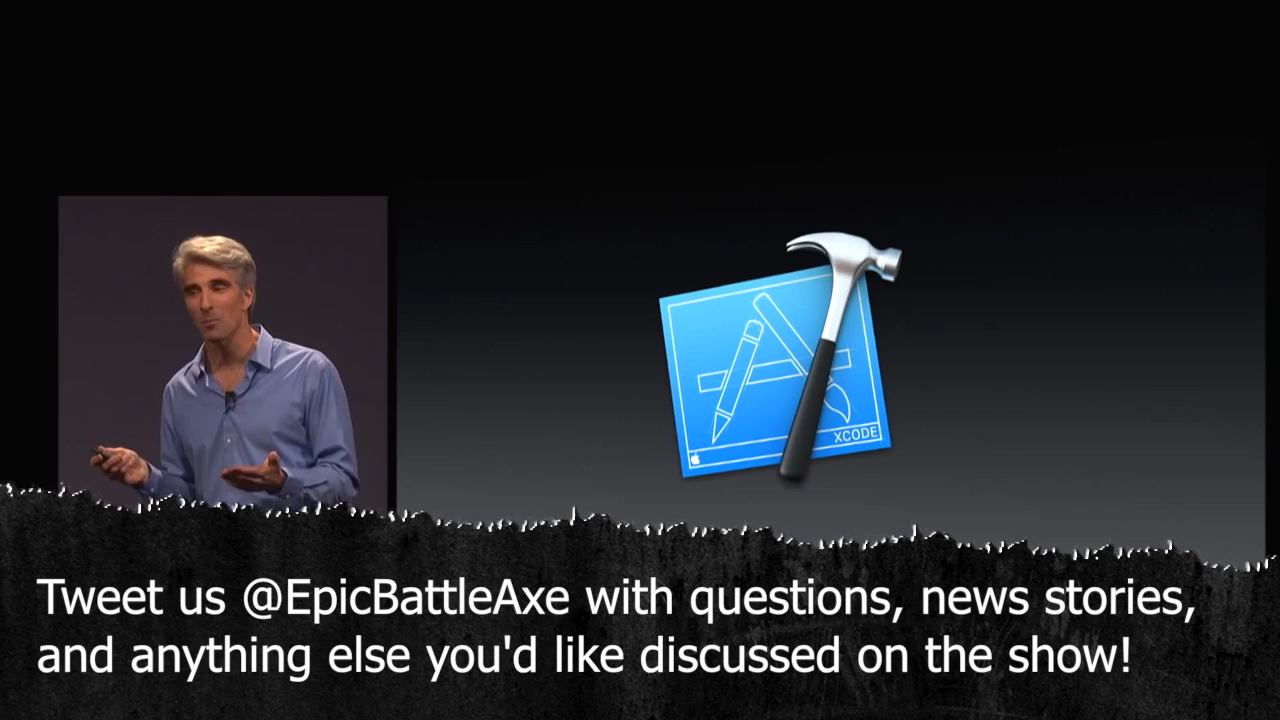 XCODE
Tweet us @EpicBattleAxe with questions, news stories,
and anything else you'd like discussed on the show!